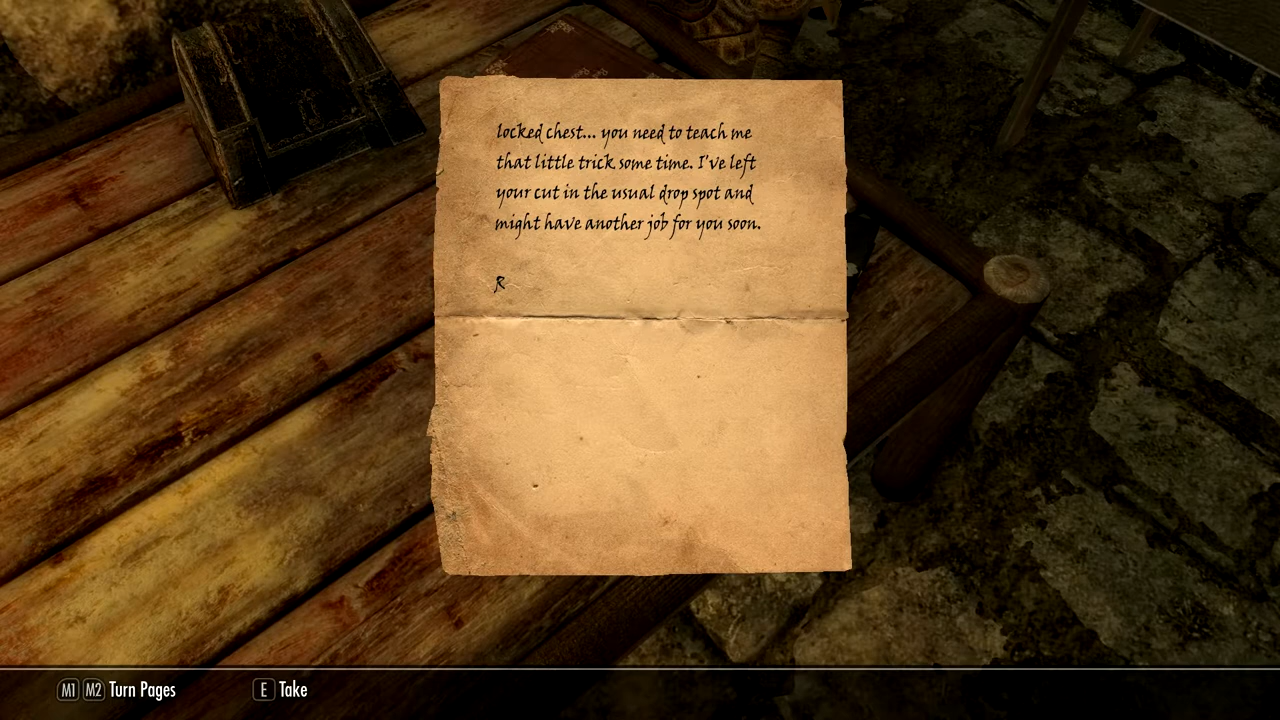 locked chest... you need to teach me
that little trick some time. I've left
your cut in the usual drop spot and
might have another job for you soon.
R
M1 M2 Turn Pages
E Take